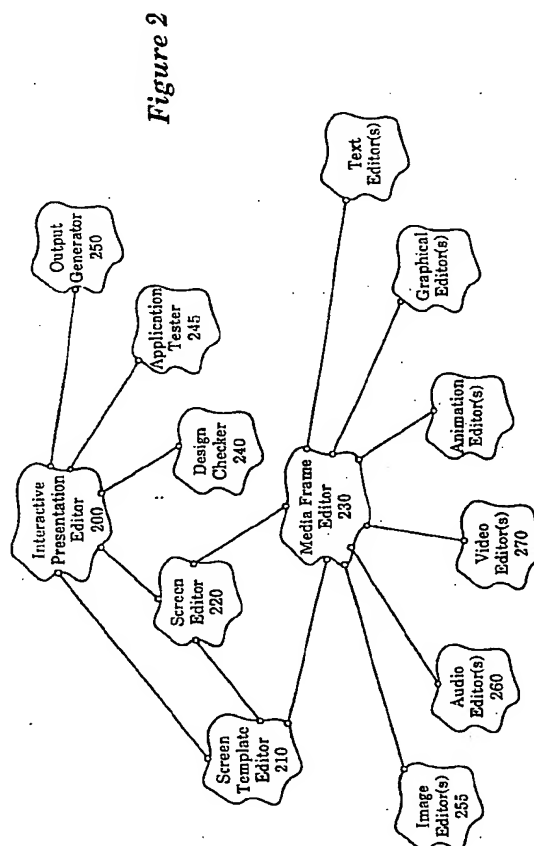 Figure 2
Interactive
Presentation
Editor
200
Output
Generator
250
Application
Tester
245
Design
Checker
240
Screen
Editor
220
Screen
Template
Editor
210
Media Frame
Editor
230
Text
Editor(s)
Graphical
Editor(s)
Animation
Editor(s)
Video
Editor(s)
270
Audio
Editor(s)
260
Image
Editor(s)
255